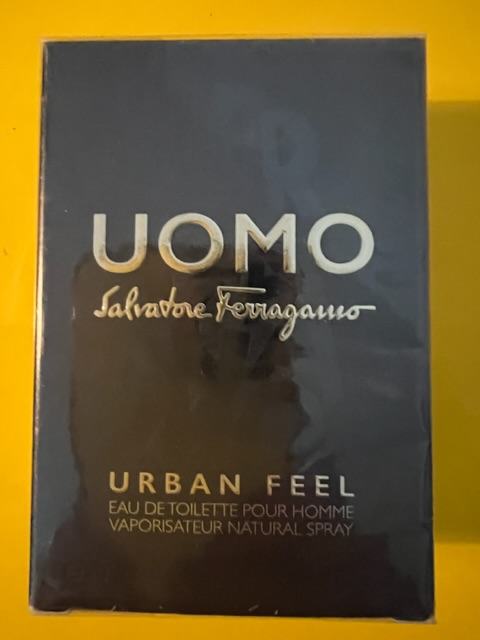 UOMO
Salvatore Ferragamo
URBAN FEEL
EAU DE TOILETTE POUR HOMME
VAPORISATEUR NATURAL SPRAY